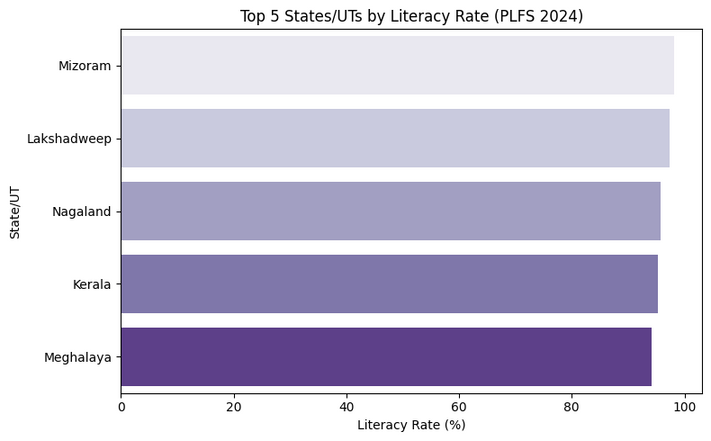 Top 5 States/UTs by Literacy Rate (PLFS 2024)
State/UT
Mizoram
Lakshadweep
Nagaland
Kerala
Meghalaya
0 20 40 60 80 100
Literacy Rate (%)